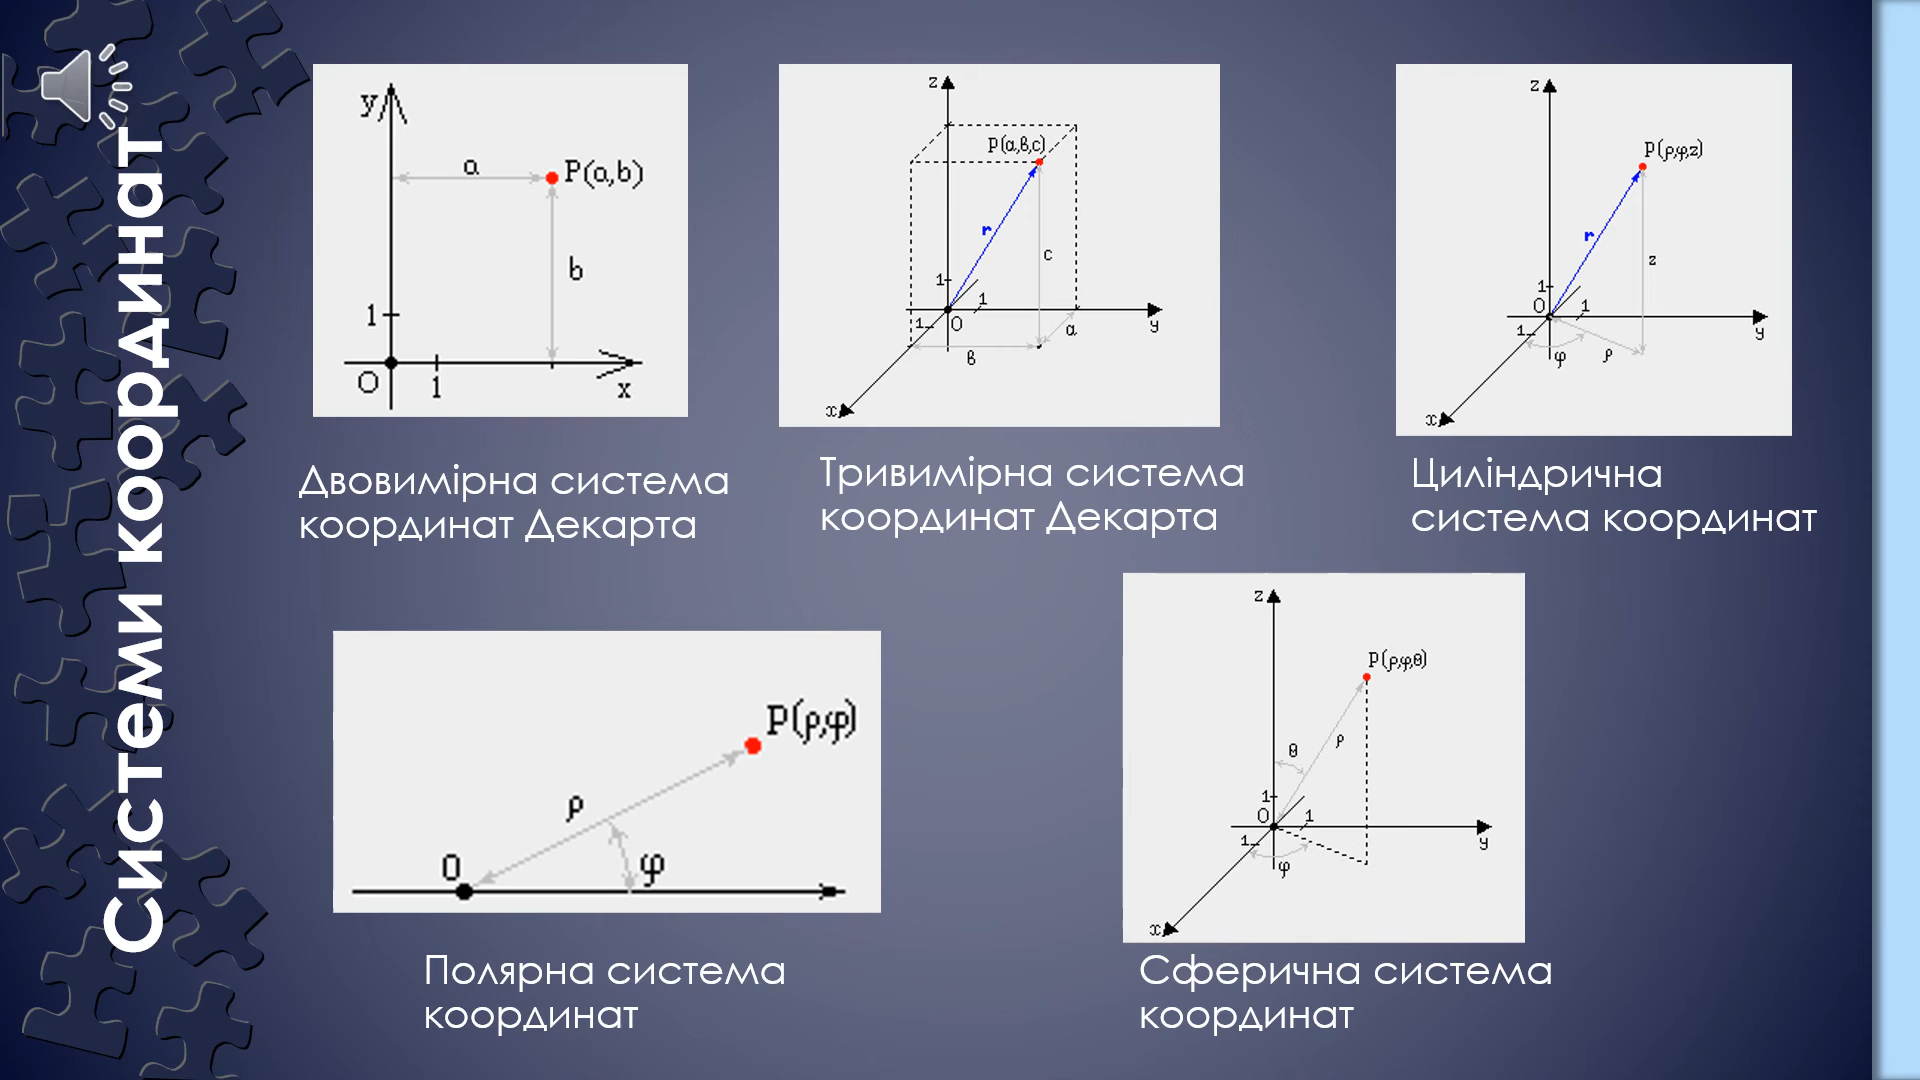 Системи координат
y
a
P(a,b)
b
1
O
1
x
Двовимірна система
координат Декарта
z
P(a,в,c)
r
c
1
1
1
O
y
a
в
x
Тривимірна система
координат Декарта
z
P(ρ,φ,z)
r
z
1
O
1
1
y
φ
ρ
x
Циліндрична
система координат
P(ρ,φ)
ρ
O
φ
Полярна система
координат
z
P(ρ,φ,θ)
θ
ρ
1
O
1
1
y
φ
x
Сферична система
координат